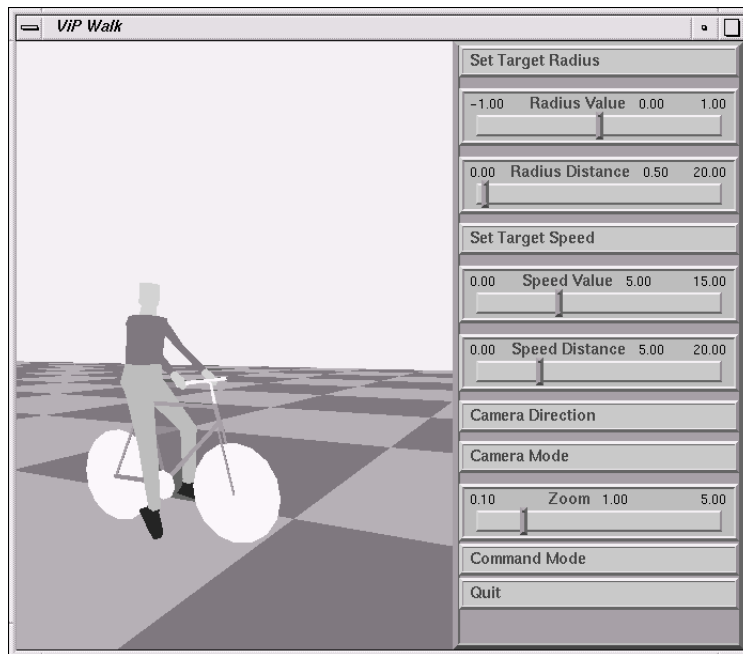 ViP Walk
Set Target Radius
-1.00 Radius Value 0.00 1.00
0.00 Radius Distance 0.50 20.00
Set Target Speed
0.00 Speed Value 5.00 15.00
0.00 Speed Distance 5.00 20.00
Camera Direction
Camera Mode
0.10 Zoom 1.00 5.00
Command Mode
Quit